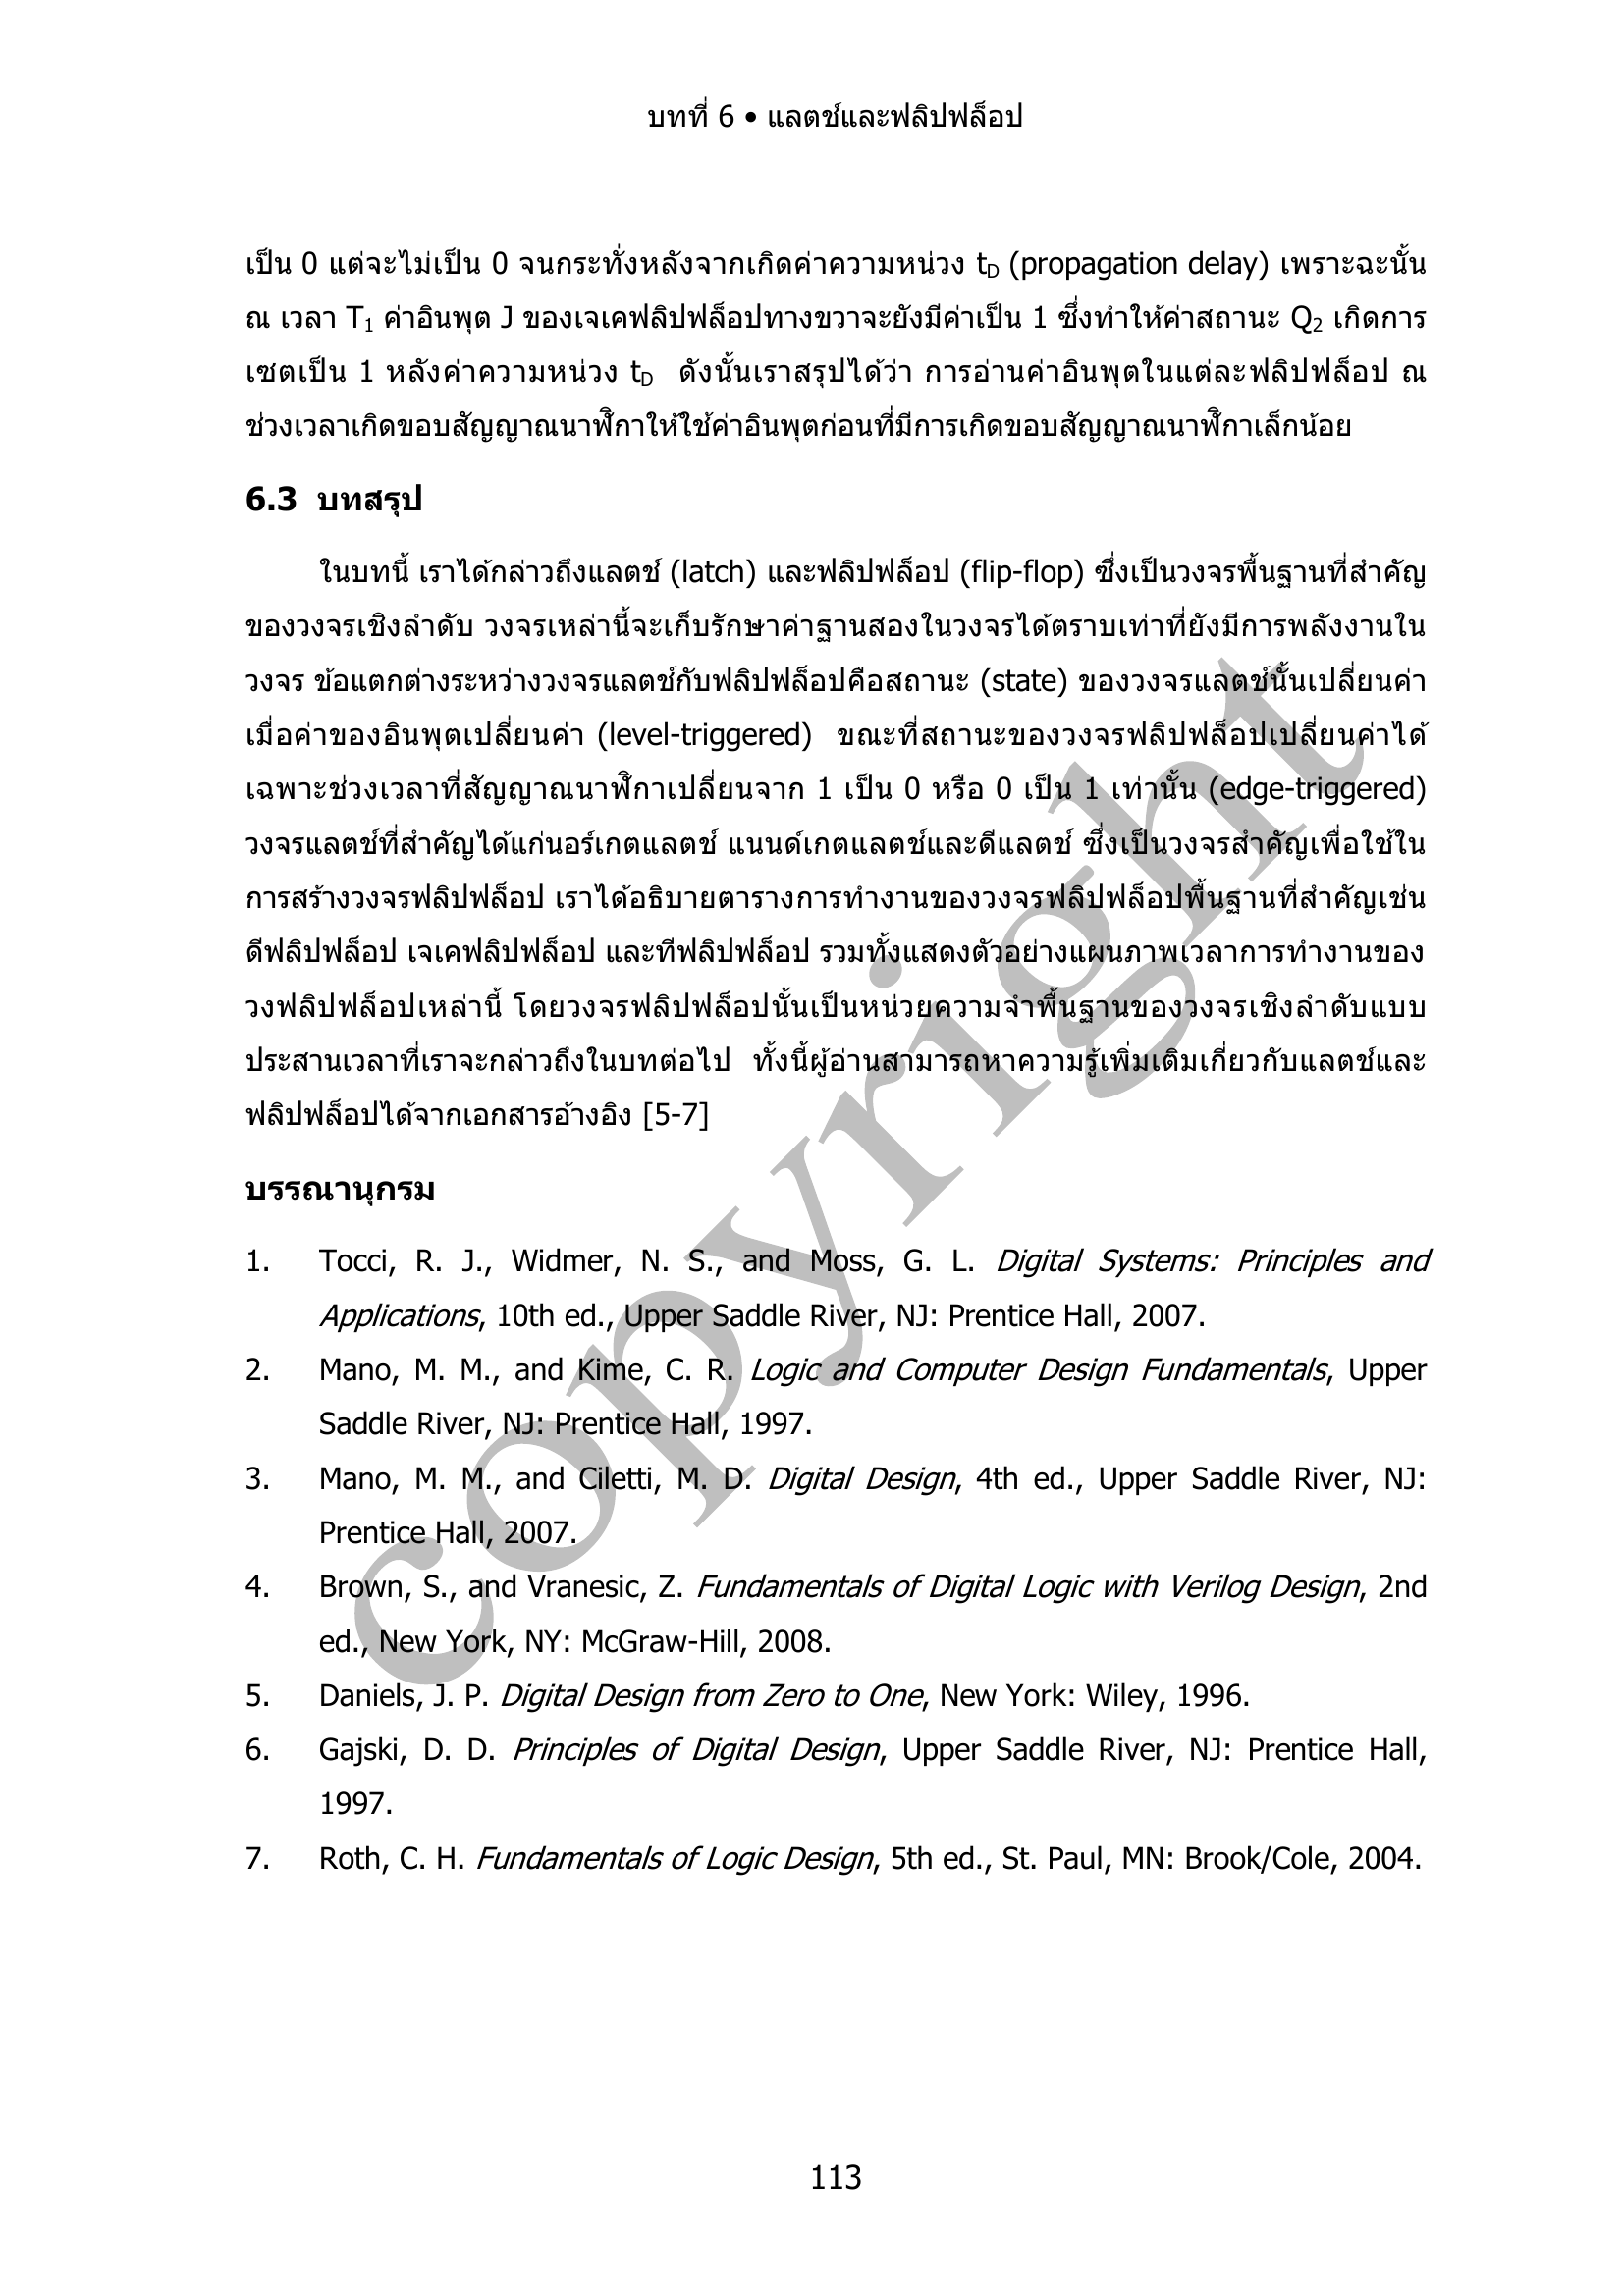 บทที่ 6 • แลตช์และฟลิปฟล็อป
เป็น 0 แต่จะไม่เป็น 0 จนกระทั่งหลังจากเกิดค่าความหน่วง tD (propagation delay) เพราะฉะนั้น
ณ เวลา T1 ค่าอินพุต J ของเจเคฟลิปฟล็อปทางขวาจะยังมีค่าเป็น 1 ซึ่งทำให้ค่าสถานะ Q2 เกิดการ
เซตเป็น 1 หลังค่าความหน่วง tD ดังนั้นเราสรุปได้ว่า การอ่านค่าอินพุตในแต่ละฟลิปฟล็อป ณ
ช่วงเวลาเกิดขอบสัญญาณนาฬิกาให้ใช้ค่าอินพุตก่อนที่มีการเกิดขอบสัญญาณนาฬิกาเล็กน้อย
6.3 บทสรุป
ในบทนี้ เราได้กล่าวถึงแลตช์ (latch) และฟลิปฟล็อป (flip-flop) ซึ่งเป็นวงจรพื้นฐานที่สำคัญ
ของวงจรเชิงลำดับ วงจรเหล่านี้จะเก็บรักษาค่าฐานสองในวงจรได้ตราบเท่าที่ยังมีการพลังงานใน
วงจร ข้อแตกต่างระหว่างวงจรแลตช์กับฟลิปฟล็อปคือสถานะ (state) ของวงจรแลตช์นั้นเปลี่ยนค่า
เมื่อค่าของอินพุตเปลี่ยนค่า (level-triggered) ขณะที่สถานะของวงจรฟลิปฟล็อปเปลี่ยนค่าได้
เฉพาะช่วงเวลาที่สัญญาณนาฬิกาเปลี่ยนจาก 1 เป็น 0 หรือ 0 เป็น 1 เท่านั้น (edge-triggered)
วงจรแลตช์ที่สำคัญได้แก่นอร์เกตแลตช์ แนนด์เกตแลตช์และดีแลตช์ ซึ่งเป็นวงจรสำคัญเพื่อใช้ใน
การสร้างวงจรฟลิปฟล็อป เราได้อธิบายตารางการทำงานของวงจรฟลิปฟล็อปพื้นฐานที่สำคัญเช่น
ดีฟลิปฟล็อป เจเคฟลิปฟล็อป และทีฟลิปฟล็อป รวมทั้งแสดงตัวอย่างแผนภาพเวลาการทำงานของ
วงฟลิปฟล็อปเหล่านี้ โดยวงจรฟลิปฟล็อปนั้นเป็นหน่วยความจำพื้นฐานของวงจรเชิงลำดับแบบ
ประสานเวลาที่เราจะกล่าวถึงในบทต่อไป ทั้งนี้ผู้อ่านสามารถหาความรู้เพิ่มเติมเกี่ยวกับแลตช์และ
ฟลิปฟล็อปได้จากเอกสารอ้างอิง [5-7]
บรรณานุกรม
1. Tocci, R. J., Widmer, N. S., and Moss, G. L. Digital Systems: Principles and
Applications, 10th ed., Upper Saddle River, NJ: Prentice Hall, 2007.
2. Mano, M. M., and Kime, C. R. Logic and Computer Design Fundamentals, Upper
Saddle River, NJ: Prentice Hall, 1997.
3. Mano, M. M., and Ciletti, M. D. Digital Design, 4th ed., Upper Saddle River, NJ:
Prentice Hall, 2007.
4. Brown, S., and Vranesic, Z. Fundamentals of Digital Logic with Verilog Design, 2nd
ed., New York, NY: McGraw-Hill, 2008.
5. Daniels, J. P. Digital Design from Zero to One, New York: Wiley, 1996.
6. Gajski, D. D. Principles of Digital Design, Upper Saddle River, NJ: Prentice Hall,
1997.
7. Roth, C. H. Fundamentals of Logic Design, 5th ed., St. Paul, MN: Brook/Cole, 2004.
copyright
113